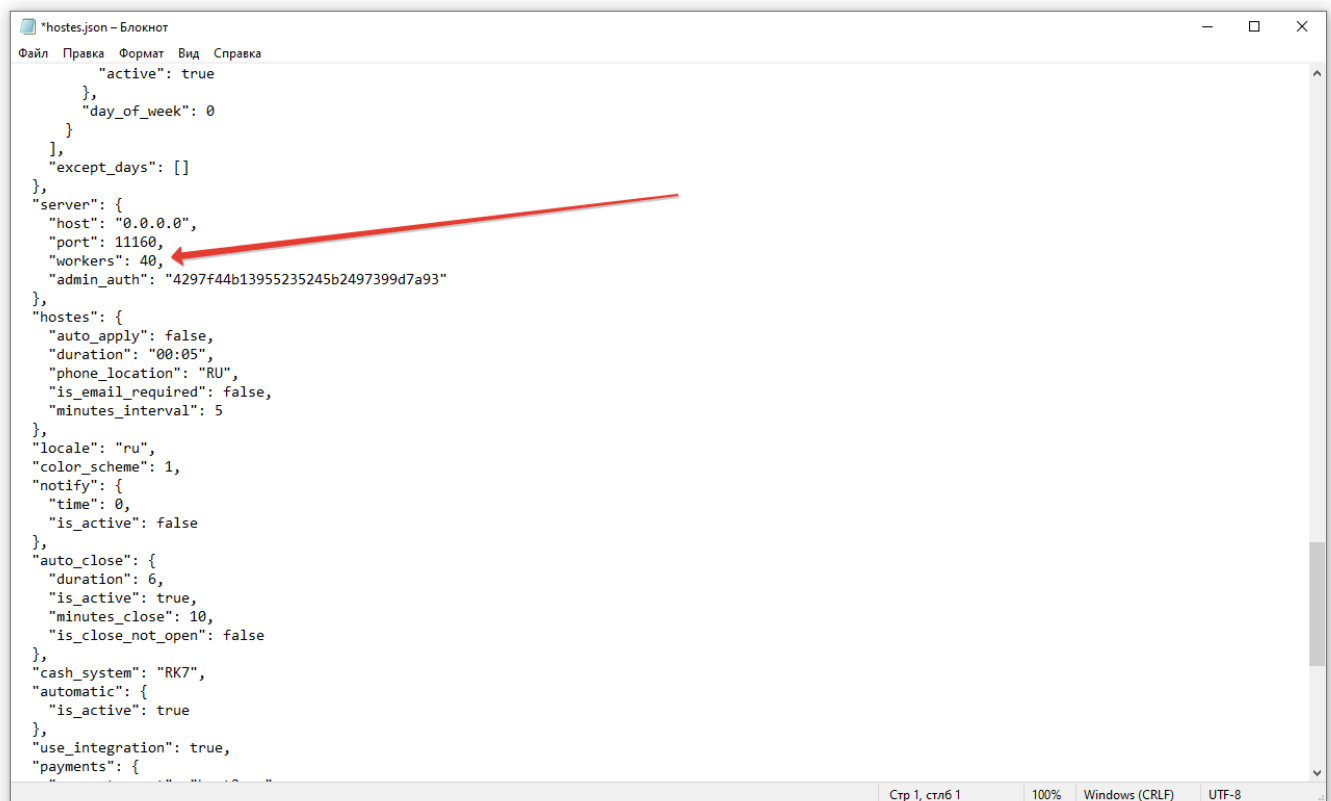 *hostes.json – Блокнот
Файл Правка Формат Вид Справка
"active": true
},
"day_of_week": 0
}
],
"except_days": []
},
"server": {
"host": "0.0.0.0",
"port": 11160,
"workers": 40,
"admin_auth": "4297f44b13955235245b2497399d7a93"
},
"hostes": {
"auto_apply": false,
"duration": "00:05",
"phone_location": "RU",
"is_email_required": false,
"minutes_interval": 5
},
"locale": "ru",
"color_scheme": 1,
"notify": {
"time": 0,
"is_active": false
},
"auto_close": {
"duration": 6,
"is_active": true,
"minutes_close": 10,
"is_close_not_open": false
},
"cash_system": "RK7",
"automatic": {
"is_active": true
},
"use_integration": true,
"payments": {
Стр 1, стлб 1 100% Windows (CRLF) UTF-8